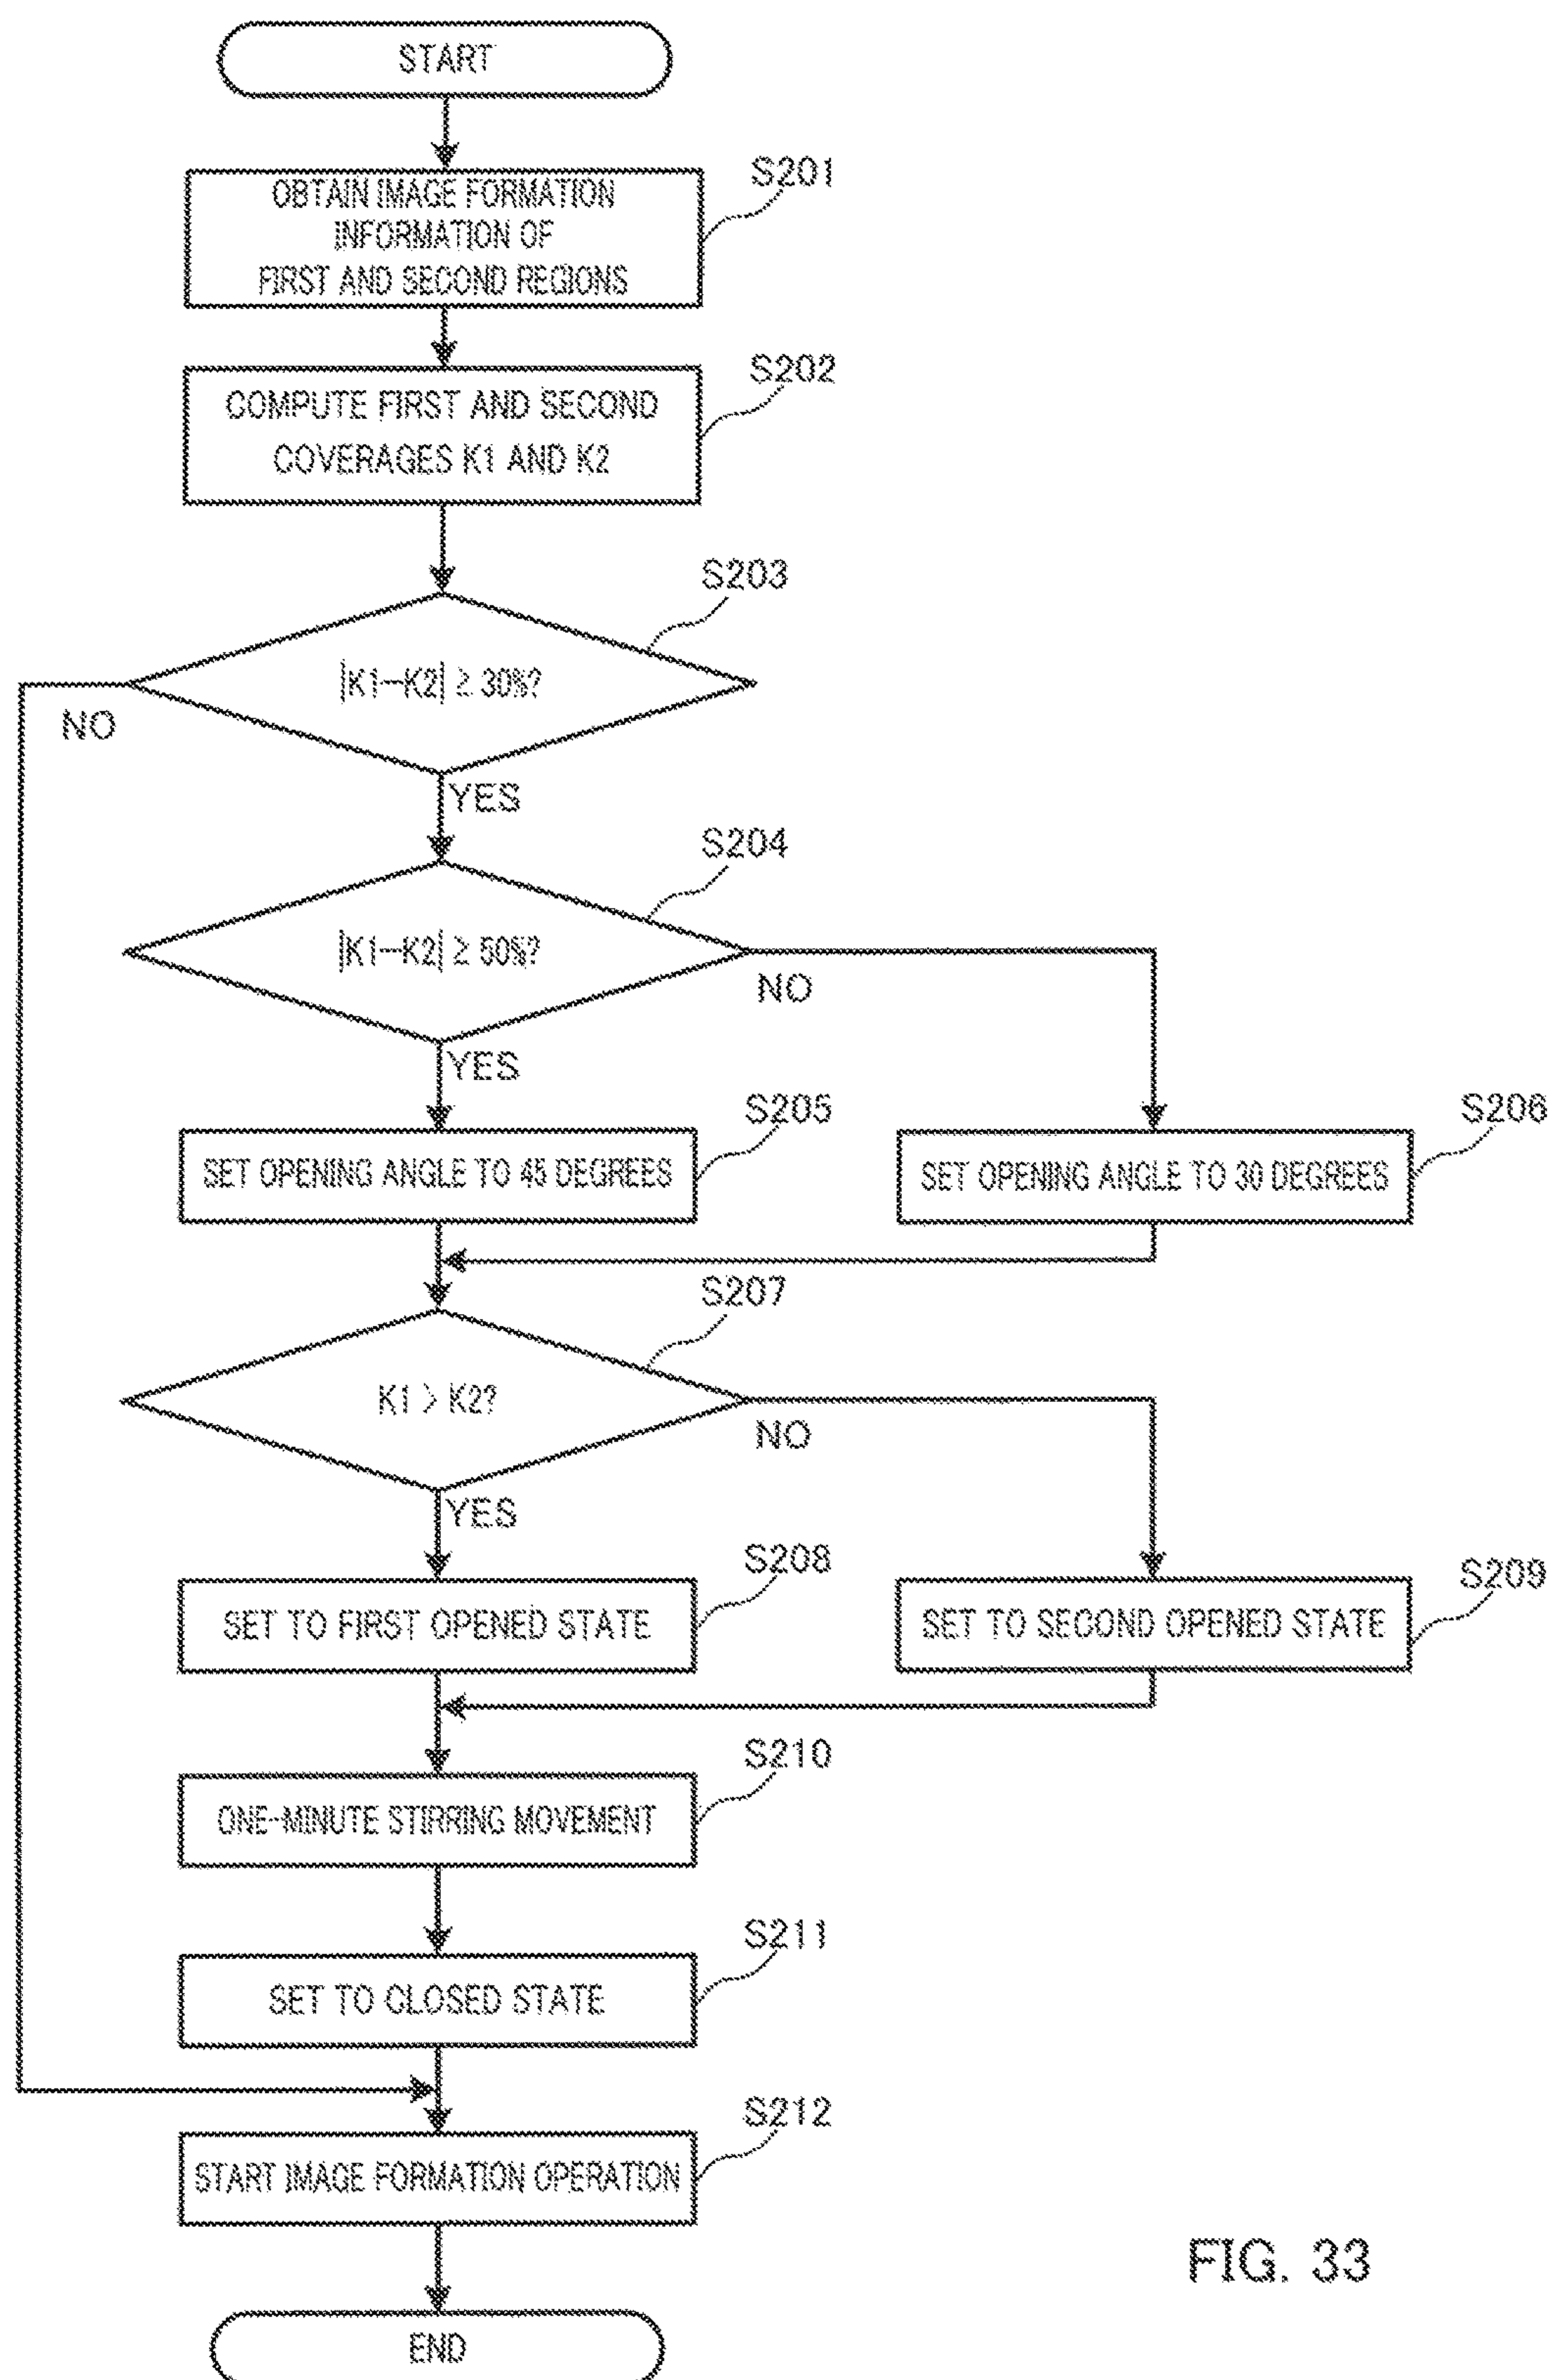 START
S201
OBTAIN IMAGE FORMATION
INFORMATION OF
FIRST AND SECOND REGIONS
S202
COMPUTE FIRST AND SECOND
COVERAGES K1 AND K2
S203
|K1-K2| ≥ 30%?
NO
YES
S204
|K1-K2| ≥ 50%?
NO
YES
S205
SET OPENING ANGLE TO 45 DEGREES
S206
SET OPENING ANGLE TO 30 DEGREES
S207
K1 > K2?
NO
YES
S208
SET TO FIRST OPENED STATE
S209
SET TO SECOND OPENED STATE
S210
ONE-MINUTE STIRRING MOVEMENT
S211
SET TO CLOSED STATE
S212
START IMAGE FORMATION OPERATION
END
FIG. 33